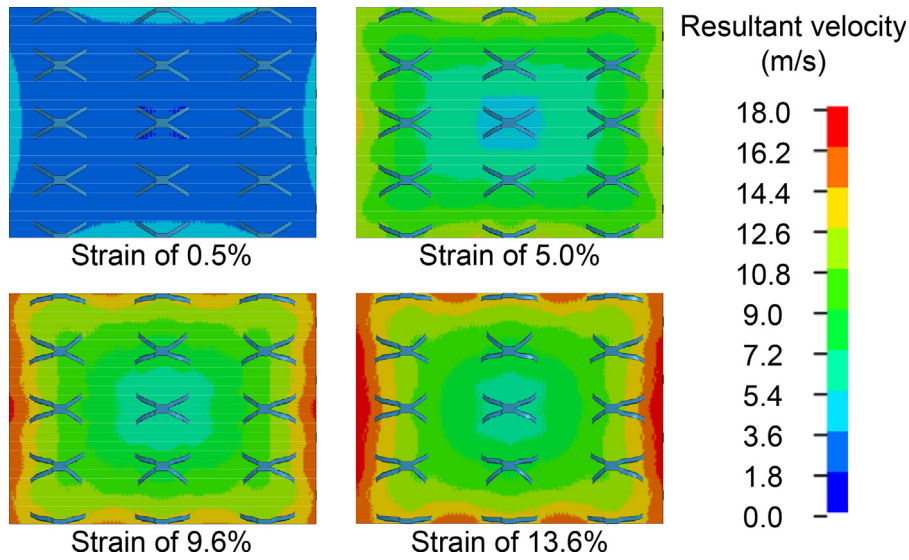 Resultant velocity
(m/s)
18.0
16.2
14.4
12.6
10.8
9.0
7.2
5.4
3.6
1.8
0.0
Strain of 0.5%
Strain of 5.0%
Strain of 9.6%
Strain of 13.6%